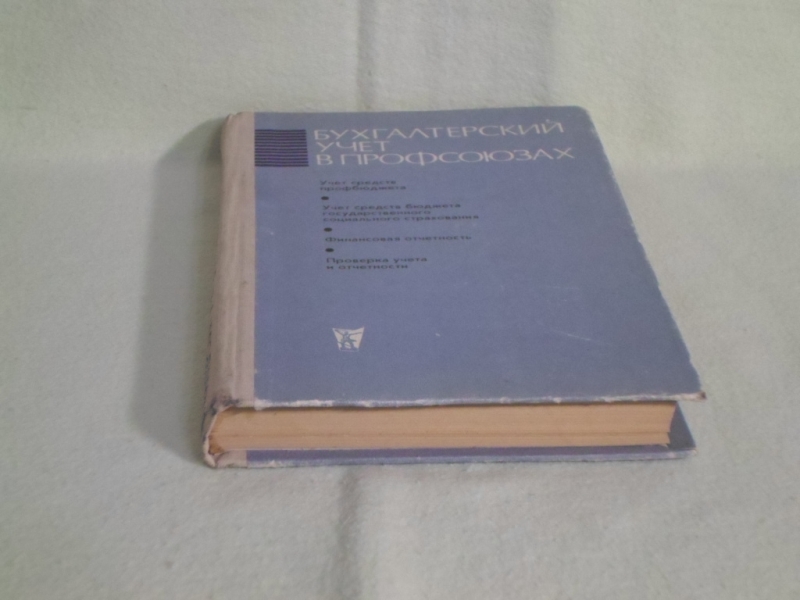 БУХГАЛТЕРСКИЙ
УЧЕТ
В ПРОФСОЮЗАХ
Учет средств
профбюджета
Учет средств бюджета
государственного
социального страхования
Финансовая отчетность
Проверка учета
и отчетности